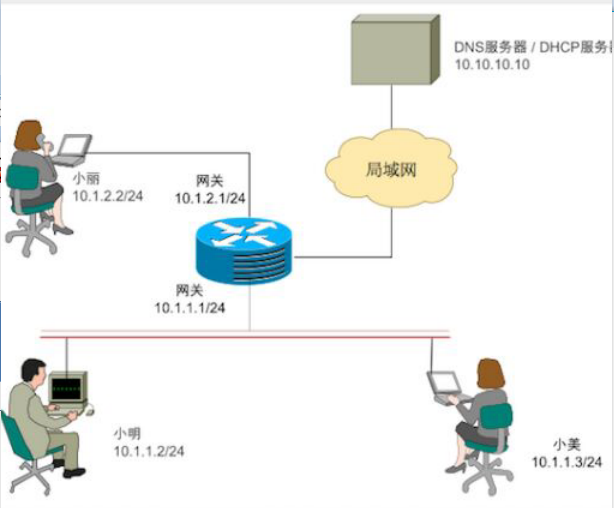 DNS服务器 / DHCP服务
10.10.10.10
局域网
小丽
10.1.2.2/24
网关
10.1.2.1/24
网关
10.1.1.1/24
小明
10.1.1.2/24
小美
10.1.1.3/24